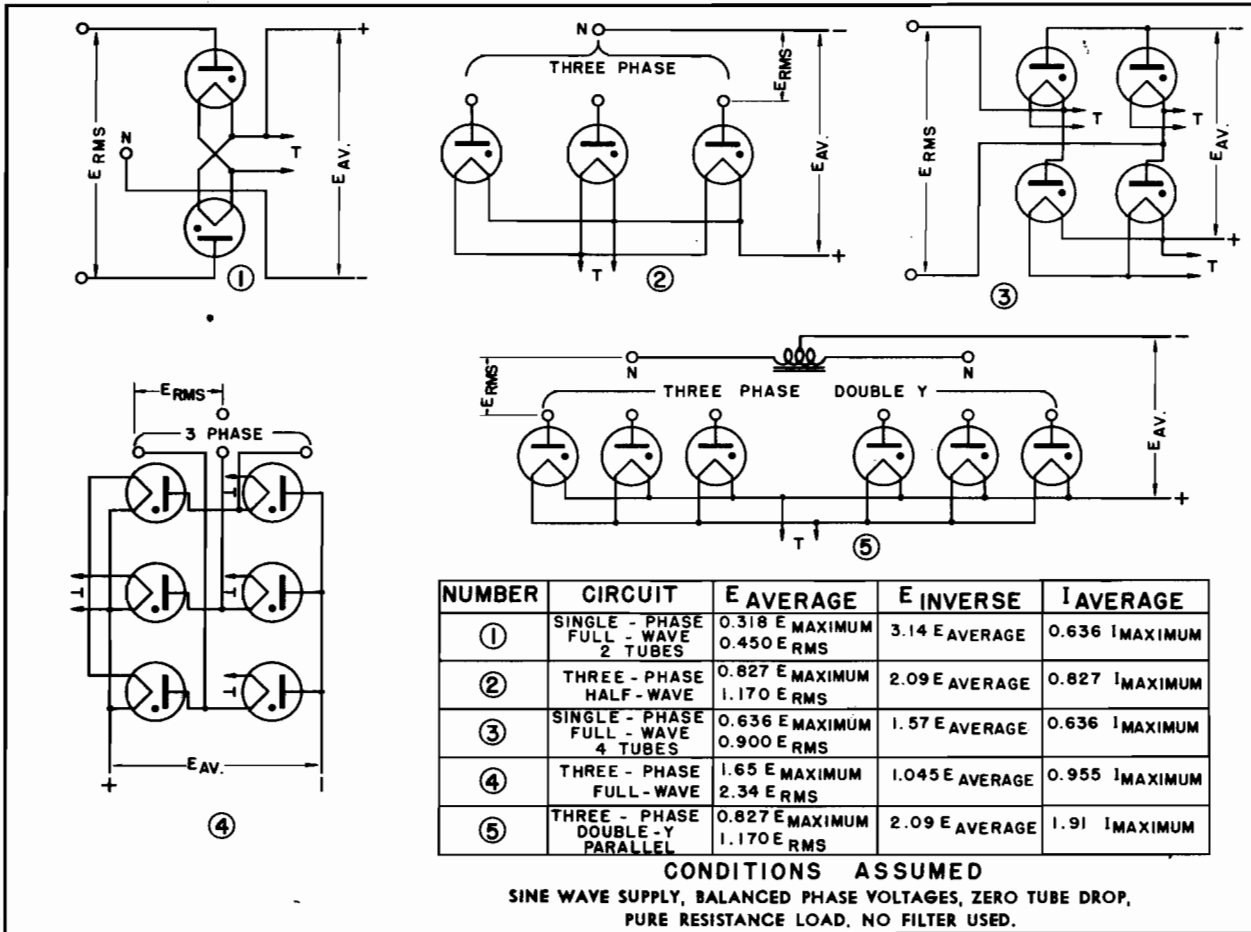 E RMS
N
T
E AV.
+
-
①
N
THREE PHASE
E RMS
E AV.
-
+
T
②
E RMS
T
T
E AV.
-
+
T
③
E RMS
3 PHASE
T
T
T
T
E AV.
+
-
④
E RMS
N
N
THREE PHASE DOUBLE Y
E AV.
-
+
T
⑤
NUMBER CIRCUIT E AVERAGE E INVERSE I AVERAGE
① SINGLE - PHASE FULL - WAVE 2 TUBES 0.318 E MAXIMUM 0.450 E RMS 3.14 E AVERAGE 0.636 I MAXIMUM
② THREE - PHASE HALF - WAVE 0.827 E MAXIMUM 1.170 E RMS 2.09 E AVERAGE 0.827 I MAXIMUM
③ SINGLE - PHASE FULL - WAVE 4 TUBES 0.636 E MAXIMUM 0.900 E RMS 1.57 E AVERAGE 0.636 I MAXIMUM
④ THREE - PHASE FULL - WAVE 1.65 E MAXIMUM 2.34 E RMS 1.045 E AVERAGE 0.955 I MAXIMUM
⑤ THREE - PHASE DOUBLE - Y PARALLEL 0.827 E MAXIMUM 1.170 E RMS 2.09 E AVERAGE 1.91 I MAXIMUM
CONDITIONS ASSUMED
SINE WAVE SUPPLY, BALANCED PHASE VOLTAGES, ZERO TUBE DROP,
PURE RESISTANCE LOAD. NO FILTER USED.